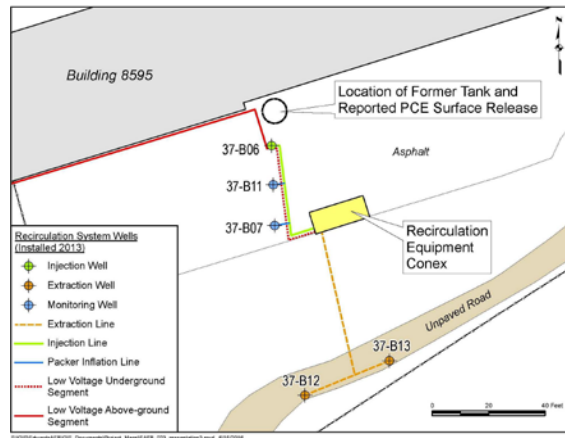 Building 8595
N
Location of Former Tank and
Reported PCE Surface Release
37-B06
Asphalt
37-B11
37-B07
Recirculation
Equipment
Conex
Recirculation System Wells
(Installed 2013)
Injection Well
Extraction Well
Monitoring Well
Extraction Line
Injection Line
Packer Inflation Line
Low Voltage Underground
Segment
Low Voltage Above-ground
Segment
Unpaved Road
37-B13
37-B12
0
20
40 Feet